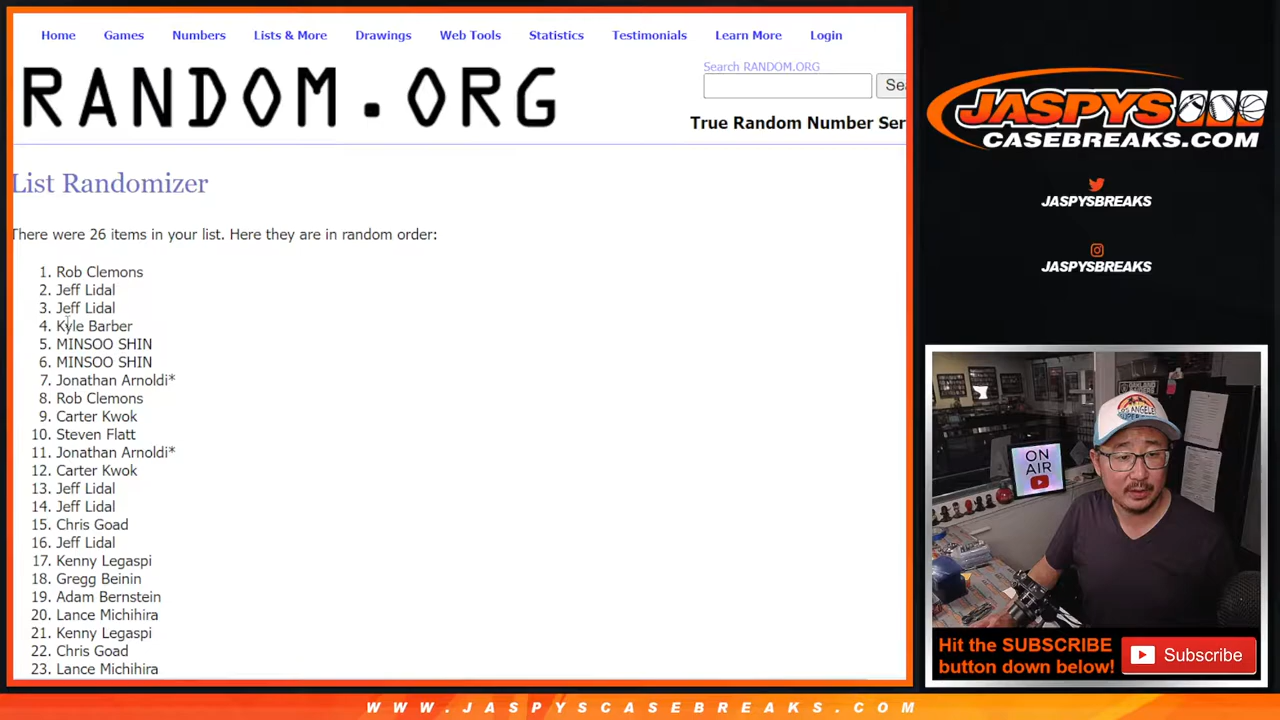 Home Games Numbers Lists & More Drawings Web Tools Statistics Testimonials Learn More Login
Search RANDOM.ORG
RANDOM.ORG
True Random Number Ser
List Randomizer
There were 26 items in your list. Here they are in random order:
1. Rob Clemons
2. Jeff Lidal
3. Jeff Lidal
4. Kyle Barber
5. MINSOO SHIN
6. MINSOO SHIN
7. Jonathan Arnoldi*
8. Rob Clemons
9. Carter Kwok
10. Steven Flatt
11. Jonathan Arnoldi*
12. Carter Kwok
13. Jeff Lidal
14. Jeff Lidal
15. Chris Goad
16. Jeff Lidal
17. Kenny Legaspi
18. Gregg Beinin
19. Adam Bernstein
20. Lance Michihira
21. Kenny Legaspi
22. Chris Goad
23. Lance Michihira
JASPYS
CASEBREAKS.COM
JASPYSBREAKS
JASPYSBREAKS
ON
AIR
Hit the SUBSCRIBE
button down below!
Subscribe
WWW.JASPYSCASEBREAKS.COM